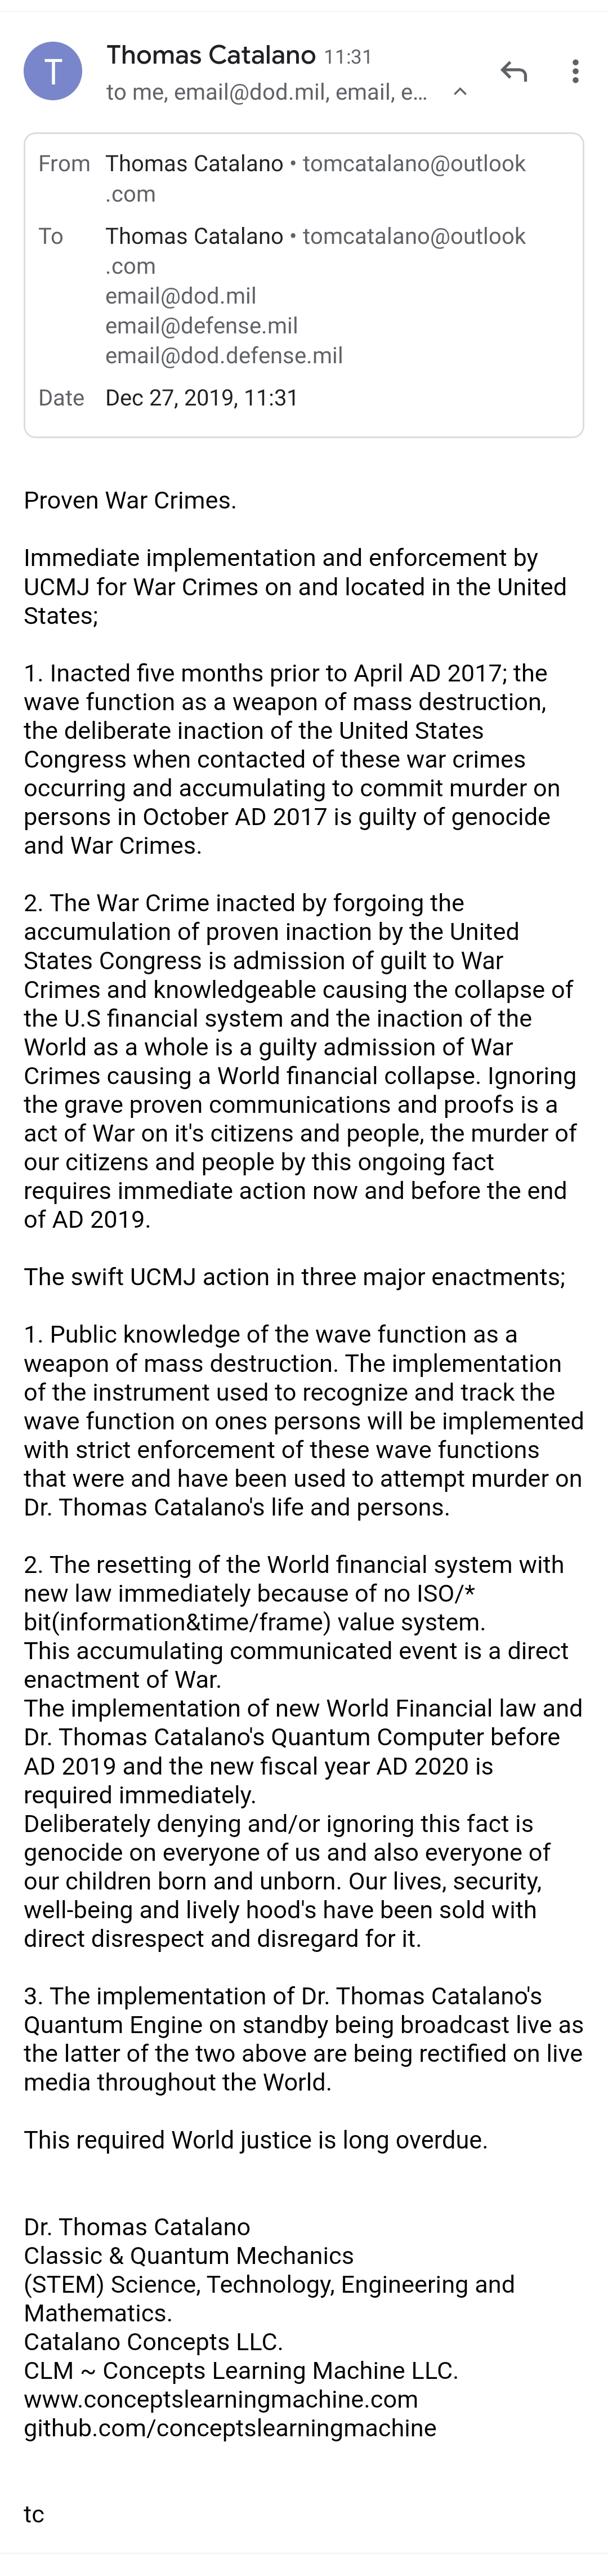 T
Thomas Catalano 11:31
to me, email@dod.mil, email, e...
From Thomas Catalano • tomcatalano@outlook
.com
To Thomas Catalano • tomcatalano@outlook
.com
email@dod.mil
email@defense.mil
email@dod.defense.mil
Date Dec 27, 2019, 11:31
Proven War Crimes.
Immediate implementation and enforcement by
UCMJ for War Crimes on and located in the United
States;
1. Inacted five months prior to April AD 2017; the
wave function as a weapon of mass destruction,
the deliberate inaction of the United States
Congress when contacted of these war crimes
occurring and accumulating to commit murder on
persons in October AD 2017 is guilty of genocide
and War Crimes.
2. The War Crime inacted by forgoing the
accumulation of proven inaction by the United
States Congress is admission of guilt to War
Crimes and knowledgeable causing the collapse of
the U.S financial system and the inaction of the
World as a whole is a guilty admission of War
Crimes causing a World financial collapse. Ignoring
the grave proven communications and proofs is a
act of War on it's citizens and people, the murder of
our citizens and people by this ongoing fact
requires immediate action now and before the end
of AD 2019.
The swift UCMJ action in three major enactments;
1. Public knowledge of the wave function as a
weapon of mass destruction. The implementation
of the instrument used to recognize and track the
wave function on ones persons will be implemented
with strict enforcement of these wave functions
that were and have been used to attempt murder on
Dr. Thomas Catalano's life and persons.
2. The resetting of the World financial system with
new law immediately because of no ISO/*
bit(information&time/frame) value system.
This accumulating communicated event is a direct
enactment of War.
The implementation of new World Financial law and
Dr. Thomas Catalano's Quantum Computer before
AD 2019 and the new fiscal year AD 2020 is
required immediately.
Deliberately denying and/or ignoring this fact is
genocide on everyone of us and also everyone of
our children born and unborn. Our lives, security,
well-being and lively hood's have been sold with
direct disrespect and disregard for it.
3. The implementation of Dr. Thomas Catalano's
Quantum Engine on standby being broadcast live as
the latter of the two above are being rectified on live
media throughout the World.
This required World justice is long overdue.
Dr. Thomas Catalano
Classic & Quantum Mechanics
(STEM) Science, Technology, Engineering and
Mathematics.
Catalano Concepts LLC.
CLM ~ Concepts Learning Machine LLC.
www.conceptslearningmachine.com
github.com/conceptslearningmachine
tc